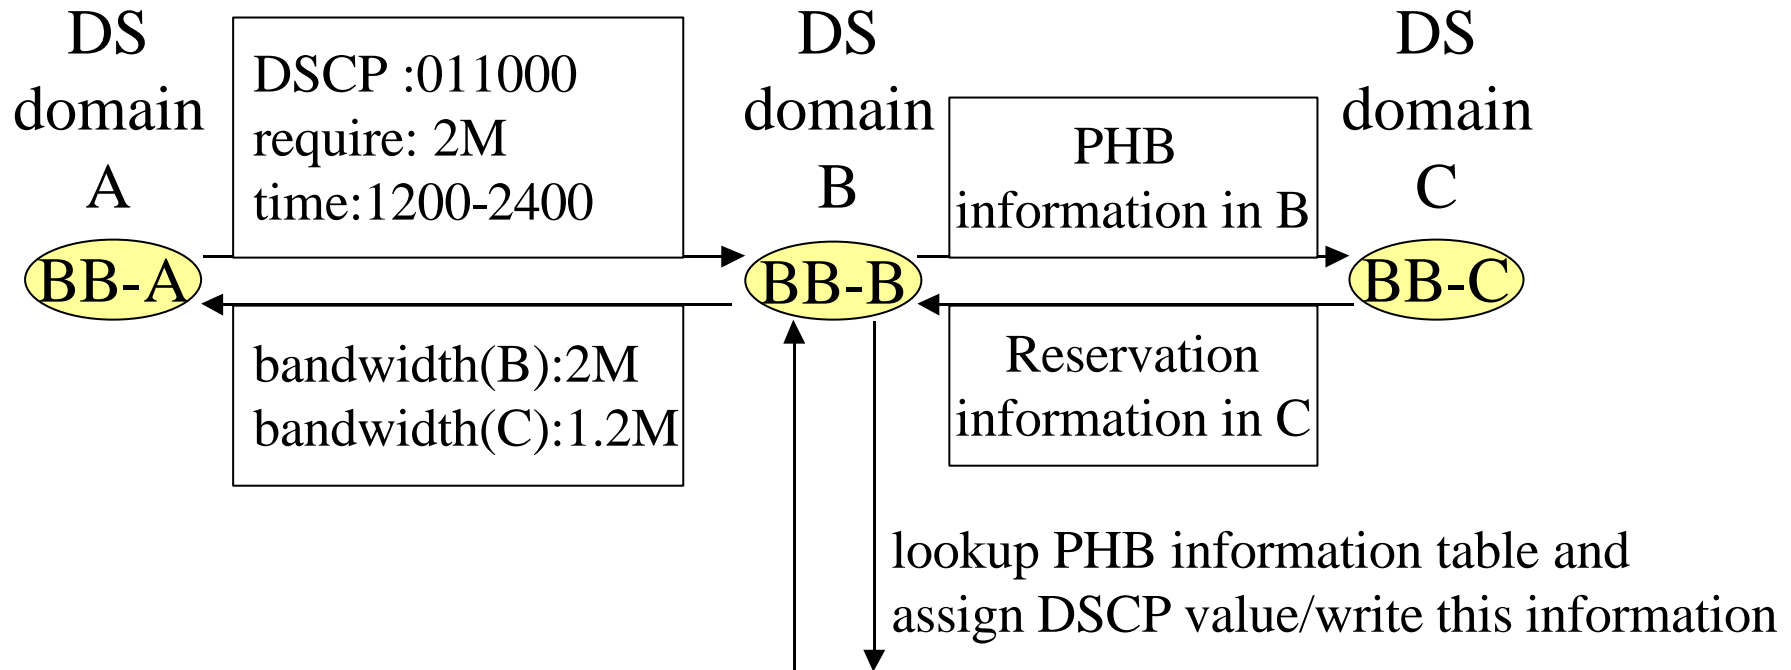 DS
domain
A
DSCP :011000
require: 2M
time:1200-2400
DS
domain
B
PHB
information in B
DS
domain
C
BB-A
BB-B
BB-C
bandwidth(B):2M
bandwidth(C):1.2M
Reservation
information in C
lookup PHB information table and
assign DSCP value/write this information